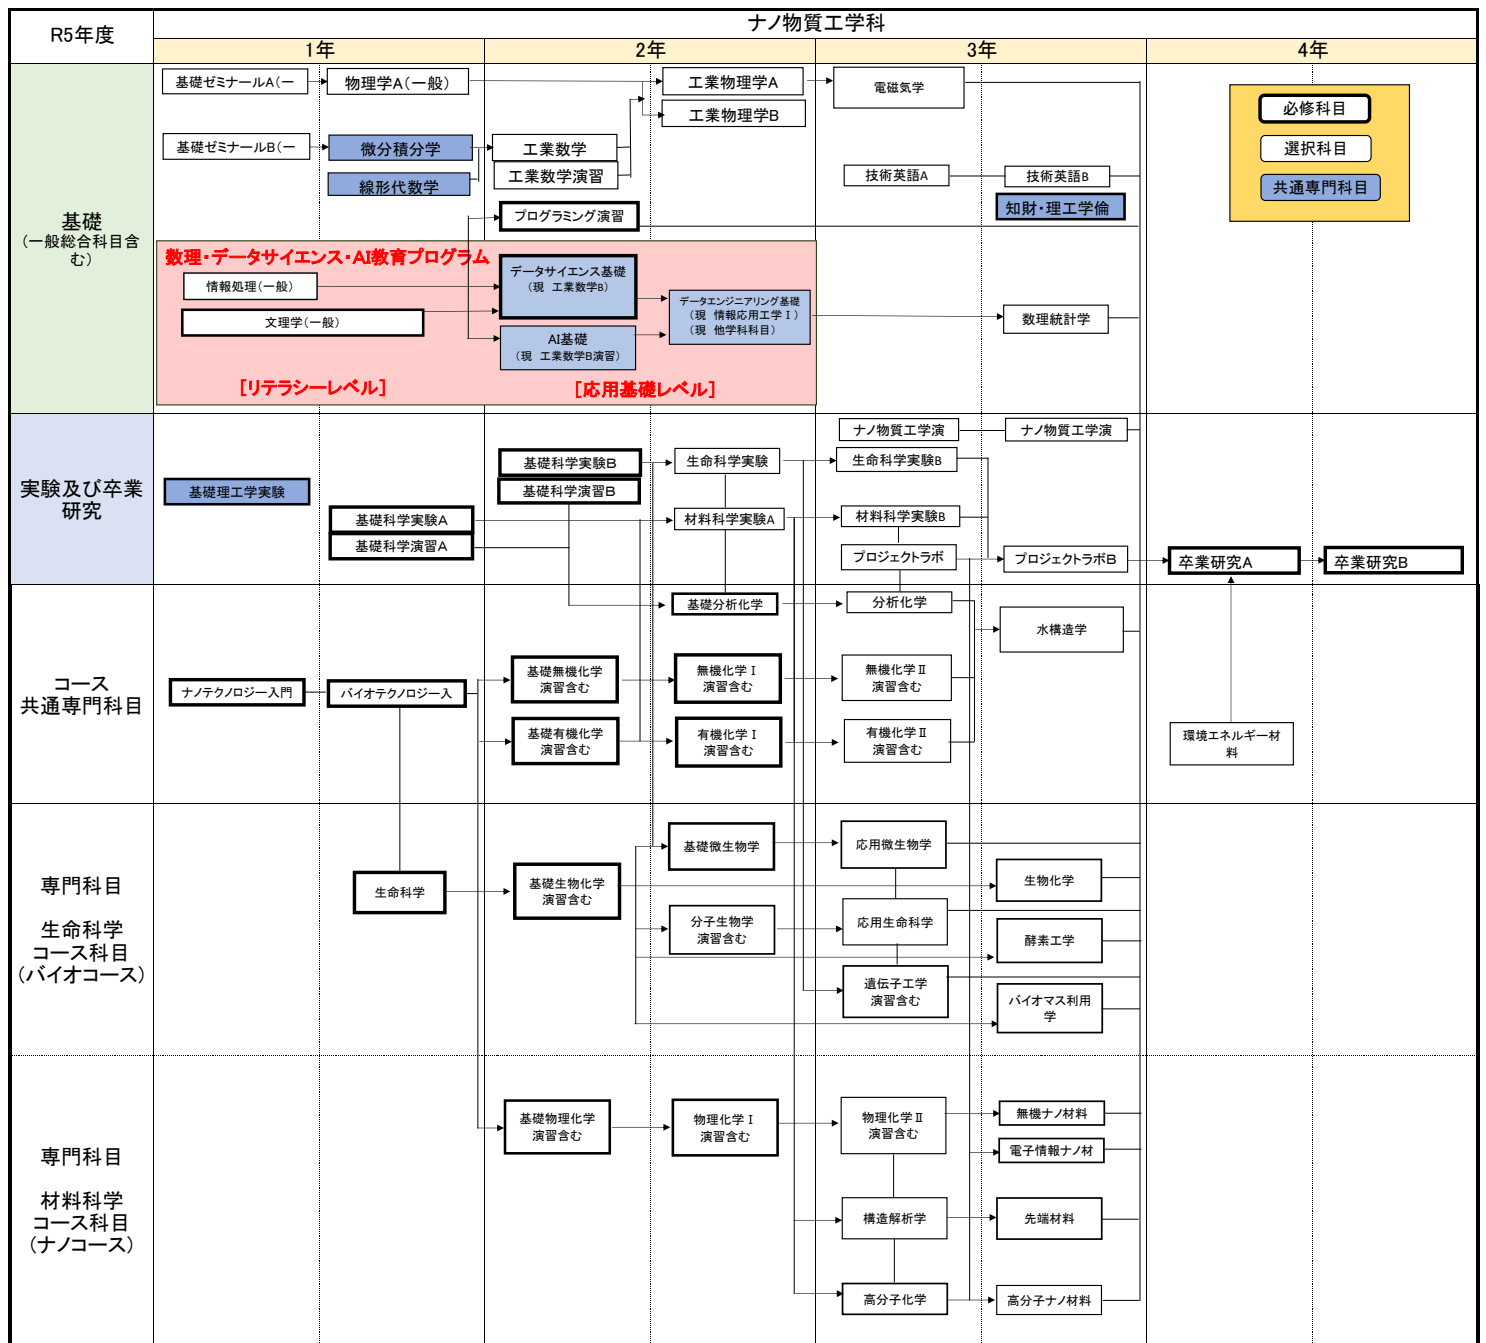 R5年度
ナノ物質工学科
1年
2年
3年
4年
基礎
(一般総合科目含
む)
基礎ゼミナールA(一
物理学A(一般)
工業物理学A
工業物理学B
電磁気学
基礎ゼミナールB(一
微分積分学
線形代数学
工業数学
工業数学演習
技術英語A
技術英語B
知財・理工学倫
プログラミング演習
必修科目
選択科目
共通専門科目
数理・データサイエンス・AI教育プログラム
情報処理(一般)
文理学(一般)
データサイエンス基礎
(現 工業数学B)
AI基礎
(現 工業数学B演習)
データエンジニアリング基礎
(現 情報応用工学Ⅰ)
(現 他学科科目)
数理統計学
[リテラシーレベル]
[応用基礎レベル]
実験及び卒業
研究
基礎理工学実験
基礎科学実験A
基礎科学演習A
基礎科学実験B
基礎科学演習B
生命科学実験
材料科学実験A
ナノ物質工学演
ナノ物質工学演
生命科学実験B
材料科学実験B
プロジェクトラボ
プロジェクトラボB
卒業研究A
卒業研究B
コース
共通専門科目
基礎分析化学
分析化学
水構造学
ナノテクノロジー入門
バイオテクノロジー入
基礎無機化学
演習含む
無機化学Ⅰ
演習含む
無機化学Ⅱ
演習含む
基礎有機化学
演習含む
有機化学Ⅰ
演習含む
有機化学Ⅱ
演習含む
環境エネルギー材
料
専門科目
生命科学
コース科目
(バイオコース)
生命科学
基礎生物化学
演習含む
基礎微生物学
分子生物学
演習含む
応用微生物学
応用生命科学
遺伝子工学
演習含む
生物化学
酵素工学
バイオマス利用
学
専門科目
材料科学
コース科目
(ナノコース)
基礎物理化学
演習含む
物理化学Ⅰ
演習含む
物理化学Ⅱ
演習含む
構造解析学
高分子化学
無機ナノ材料
電子情報ナノ材
先端材料
高分子ナノ材料